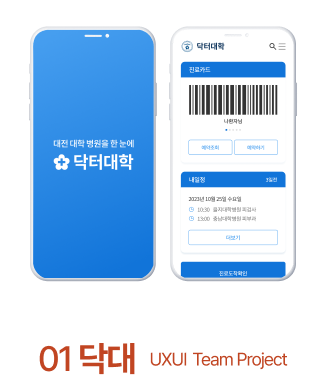 대전 대학 병원을 한 눈에
닥터대학
닥터대학
진료카드
나환자님
예약조회
예약하기
내일정
3일전
2023년 10월 25일 수요일
10:30 을지대학병원 피검사
13:00 충남대학병원 피부과
더보기
진료도착확인
01 닥대 UXUI Team Project